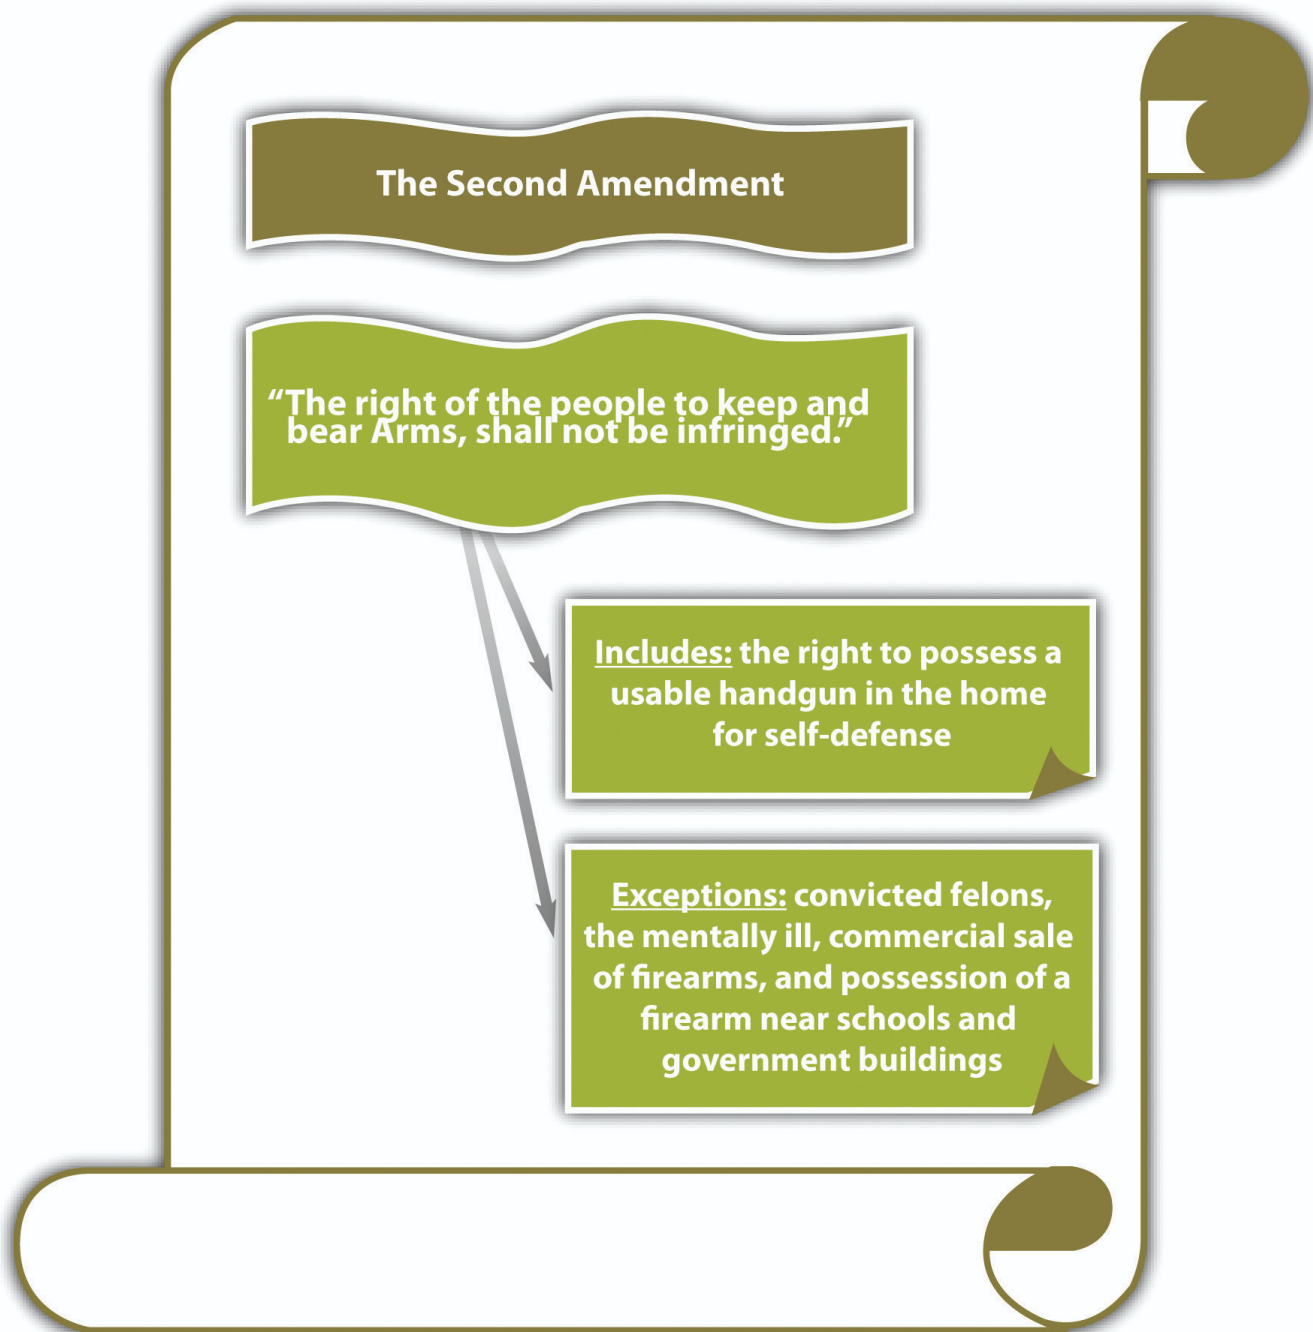 The Second Amendment
“The right of the people to keep and
bear Arms, shall not be infringed.”
Includes: the right to possess a
usable handgun in the home
for self-defense
Exceptions: convicted felons,
the mentally ill, commercial sale
of firearms, and possession of a
firearm near schools and
government buildings